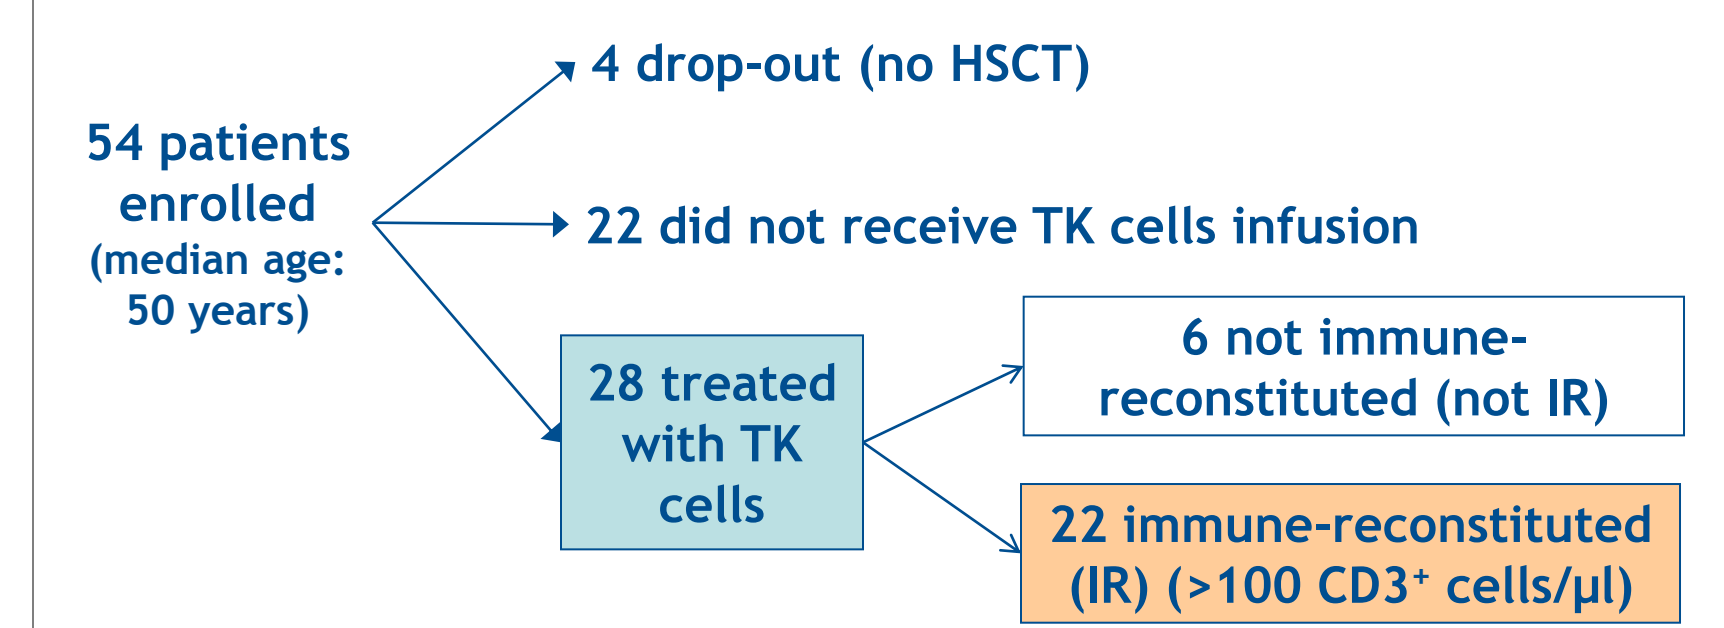 54 patients
enrolled
(median age:
50 years)
4 drop-out (no HSCT)
22 did not receive TK cells infusion
28 treated
with TK
cells
6 not immune-
reconstituted (not IR)
22 immune-reconstituted
(IR) (>100 CD3⁺ cells/µl)